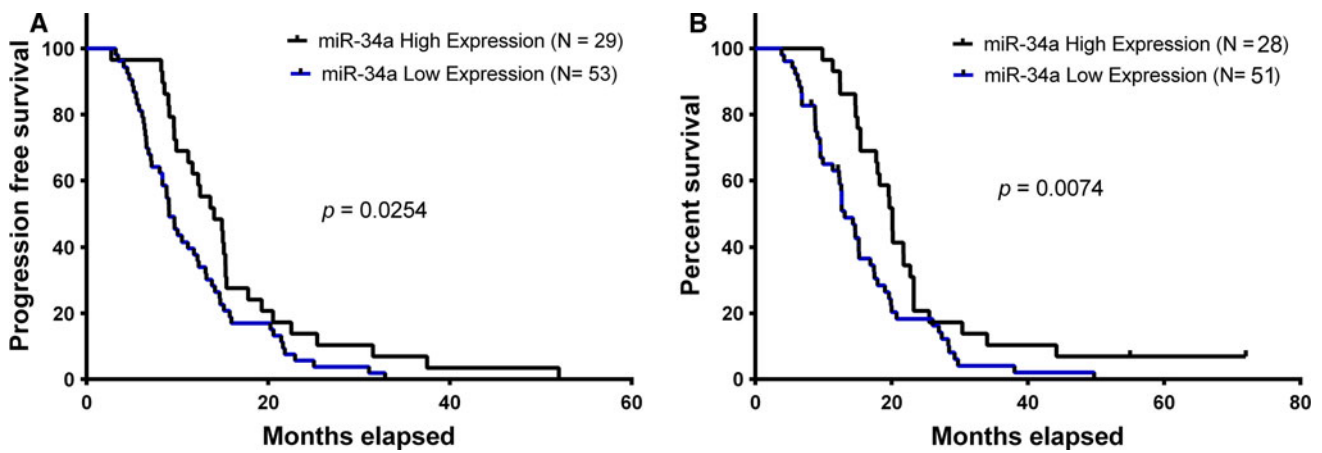 A
miR-34a High Expression (N = 29)
miR-34a Low Expression (N= 53)
Progression free survival
100
80
60
40
20
0
p = 0.0254
0 20 40 60
Months elapsed
B
miR-34a High Expression (N = 28)
miR-34a Low Expression (N= 51)
Percent survival
100
80
60
40
20
0
p = 0.0074
0 20 40 60 80
Months elapsed